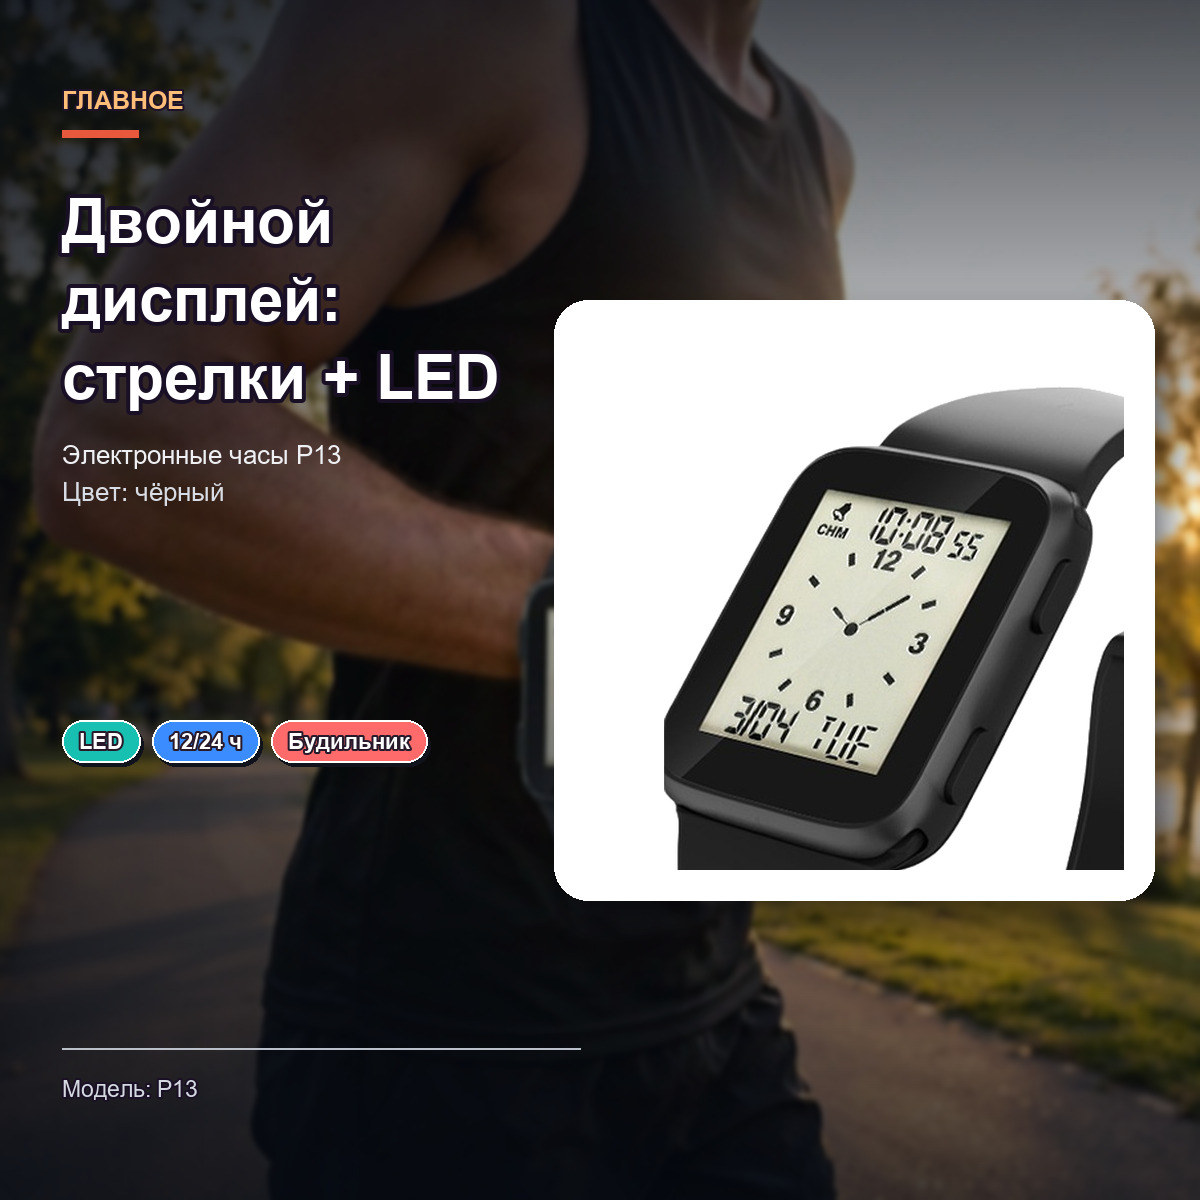 ГЛАВНОЕ
Двойной
дисплей:
стрелки + LED
Электронные часы P13
Цвет: чёрный
CHM 10:08 55
12
9
3
6
3/04 TUE
LED 12/24 ч Будильник
Модель: P13